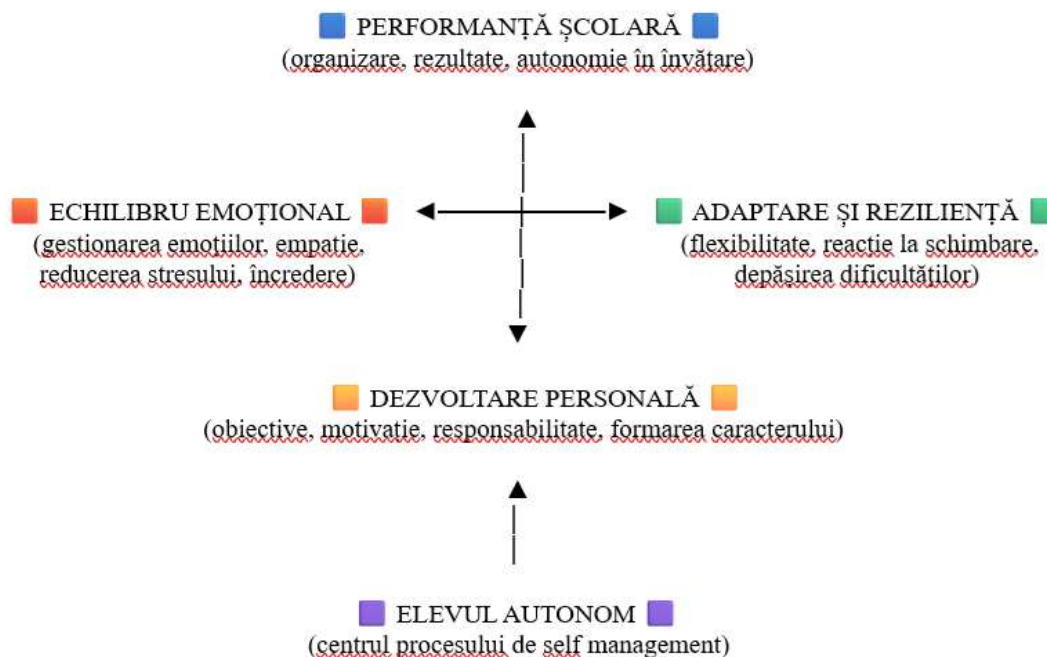 PERFORMANȚĂ ȘCOLARĂ
(organizare, rezultate, autonomie în învățare)
ECHILIBRU EMOȚIONAL
(gestionarea emoțiilor, empatie,
reducerea stresului, încredere)
ADAPTARE ȘI REZILIENȚĂ
(flexibilitate, reacție la schimbare,
depășirea dificultăților)
DEZVOLTARE PERSONALĂ
(obiective, motivație, responsabilitate, formarea caracterului)
ELEVUL AUTONOM
(centrul procesului de self management)